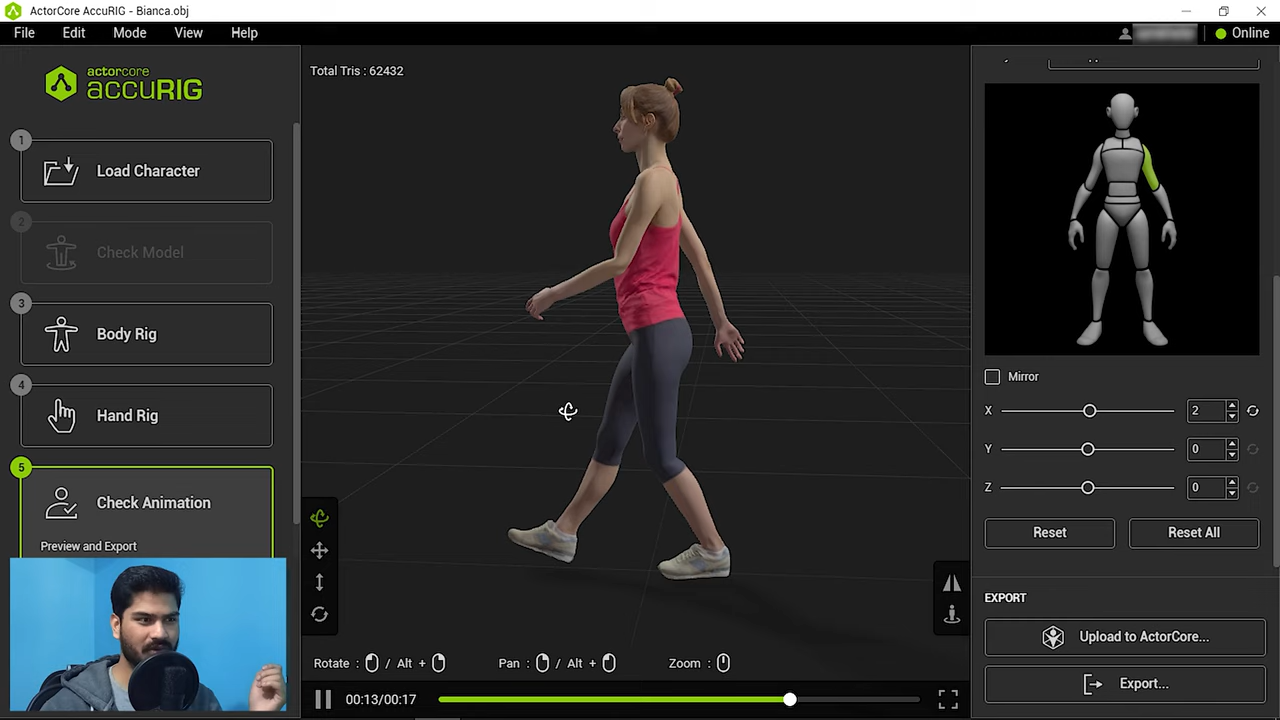 ActorCore AccuRIG - Bianca.obj
File Edit Mode View Help
Online
actorcore
accuRIG
Total Tris : 62432
1
Load Character
2
Check Model
3
Body Rig
4
Hand Rig
5
Check Animation
Preview and Export
Rotate : / Alt + Pan : / Alt + Zoom :
00:13/00:17
Mirror
X 2
Y 0
Z 0
Reset Reset All
EXPORT
Upload to ActorCore...
Export...